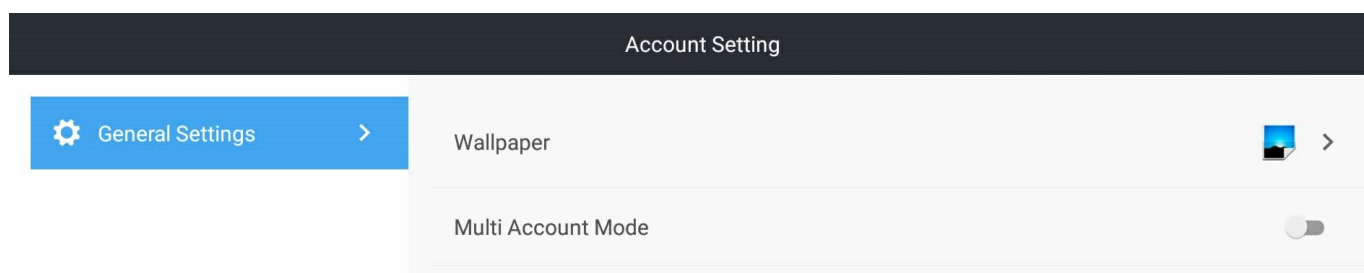 Account Setting
General Settings
Wallpaper
Multi Account Mode